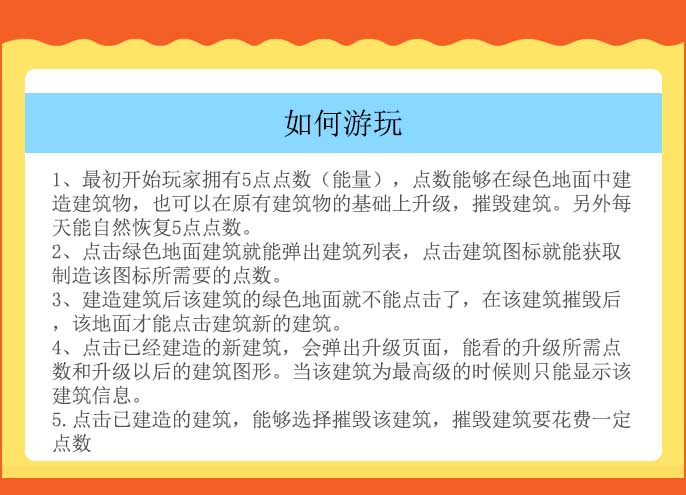 如何游玩
1、最初开始玩家拥有5点点数（能量），点数能够在绿色地面中建
造建筑物，也可以在原有建筑物的基础上升级，摧毁建筑。另外每
天能自然恢复5点点数。
2、点击绿色地面建筑就能弹出建筑列表，点击建筑图标就能获取
制造该图标所需要的点数。
3、建造建筑后该建筑的绿色地面就不能点击了，在该建筑摧毁后
，该地面才能点击建筑新的建筑。
4、点击已经建造的新建筑，会弹出升级页面，能看的升级所需点
数和升级以后的建筑图形。当该建筑为最高级的时候则只能显示该
建筑信息。
5.点击已建造的建筑，能够选择摧毁该建筑，摧毁建筑要花费一定
点数